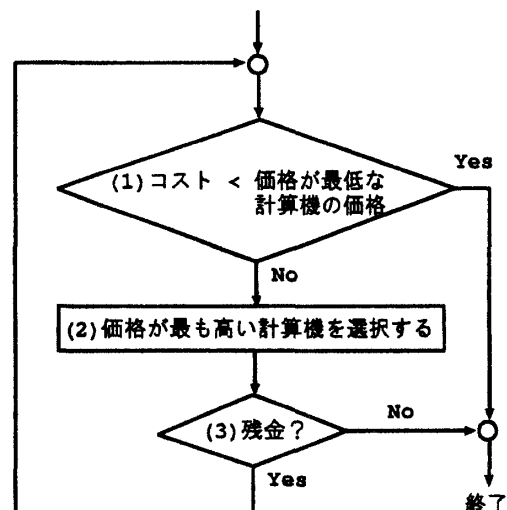 (1)コスト < 価格が最低な
計算機の価格
Yes
No
(2)価格が最も高い計算機を選択する
(3)残金？
No
Yes
終了